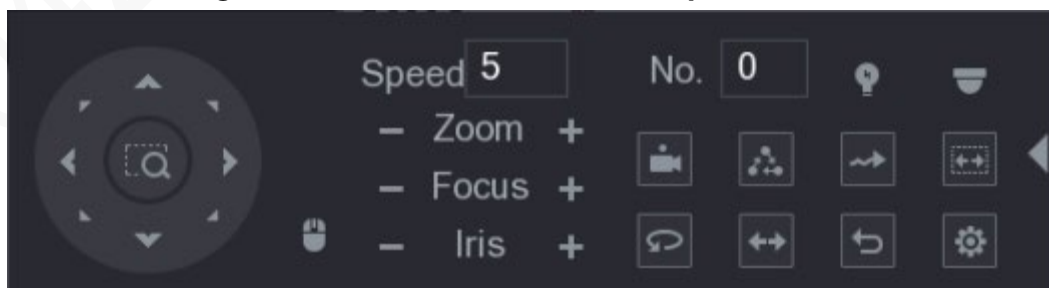 Speed 5 No. 0
– Zoom +
– Focus +
– Iris +